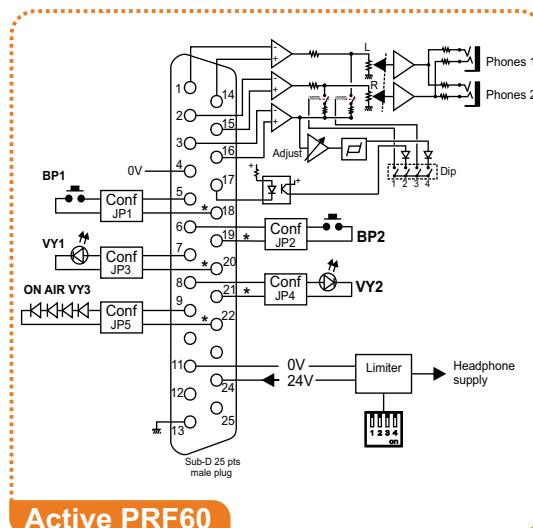 L
R
Phones 1
Phones 2
-
+
-
+
+
Adjust
Dip
1 2 3 4
+
+
1
14
2
15
3
16
0V
4
17
BP1
Conf
JP1
5
*
18
6
19
*
Conf
JP2
BP2
VY1
Conf
JP3
7
*
20
8
21
*
Conf
JP4
VY2
ON AIR VY3
Conf
JP5
9
*
22
11
0V
24
24V
Limiter
Headphone
supply
12
25
13
1 2 3 4
on
Sub-D 25 pts
male plug
Active PRF60